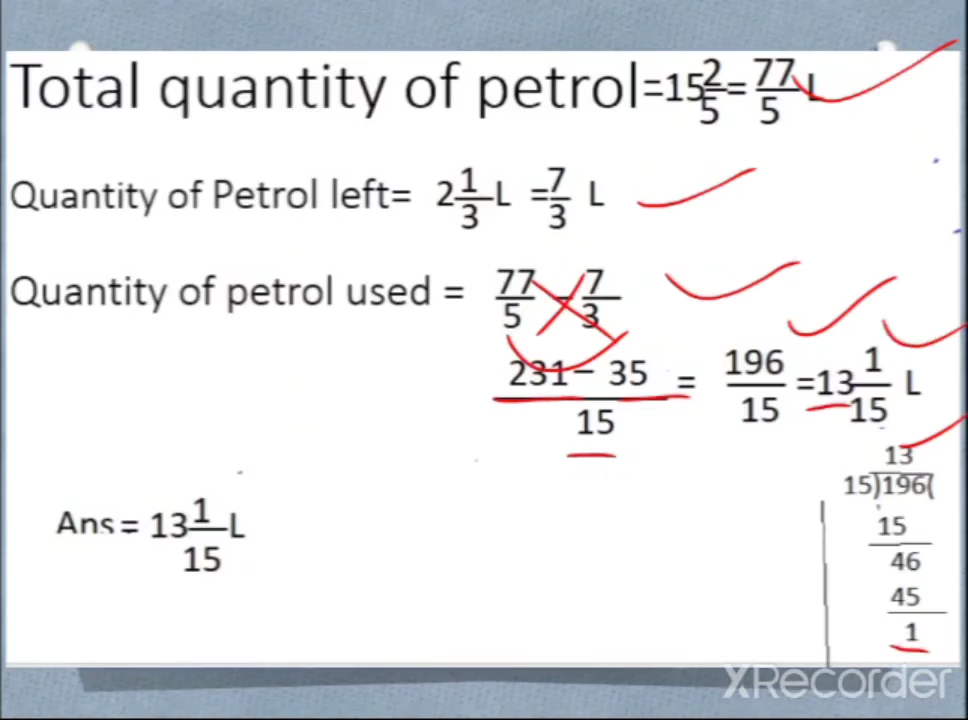 Total quantity of petrol=15 2/5 = 77/5 L
Quantity of Petrol left= 2 1/3 L = 7/3 L
Quantity of petrol used = 77/5 - 7/3
231 - 35 / 15 = 196/15 =13 1/15 L
13
15)196(
15
46
45
1
Ans = 13 1/15 L
XRecorder